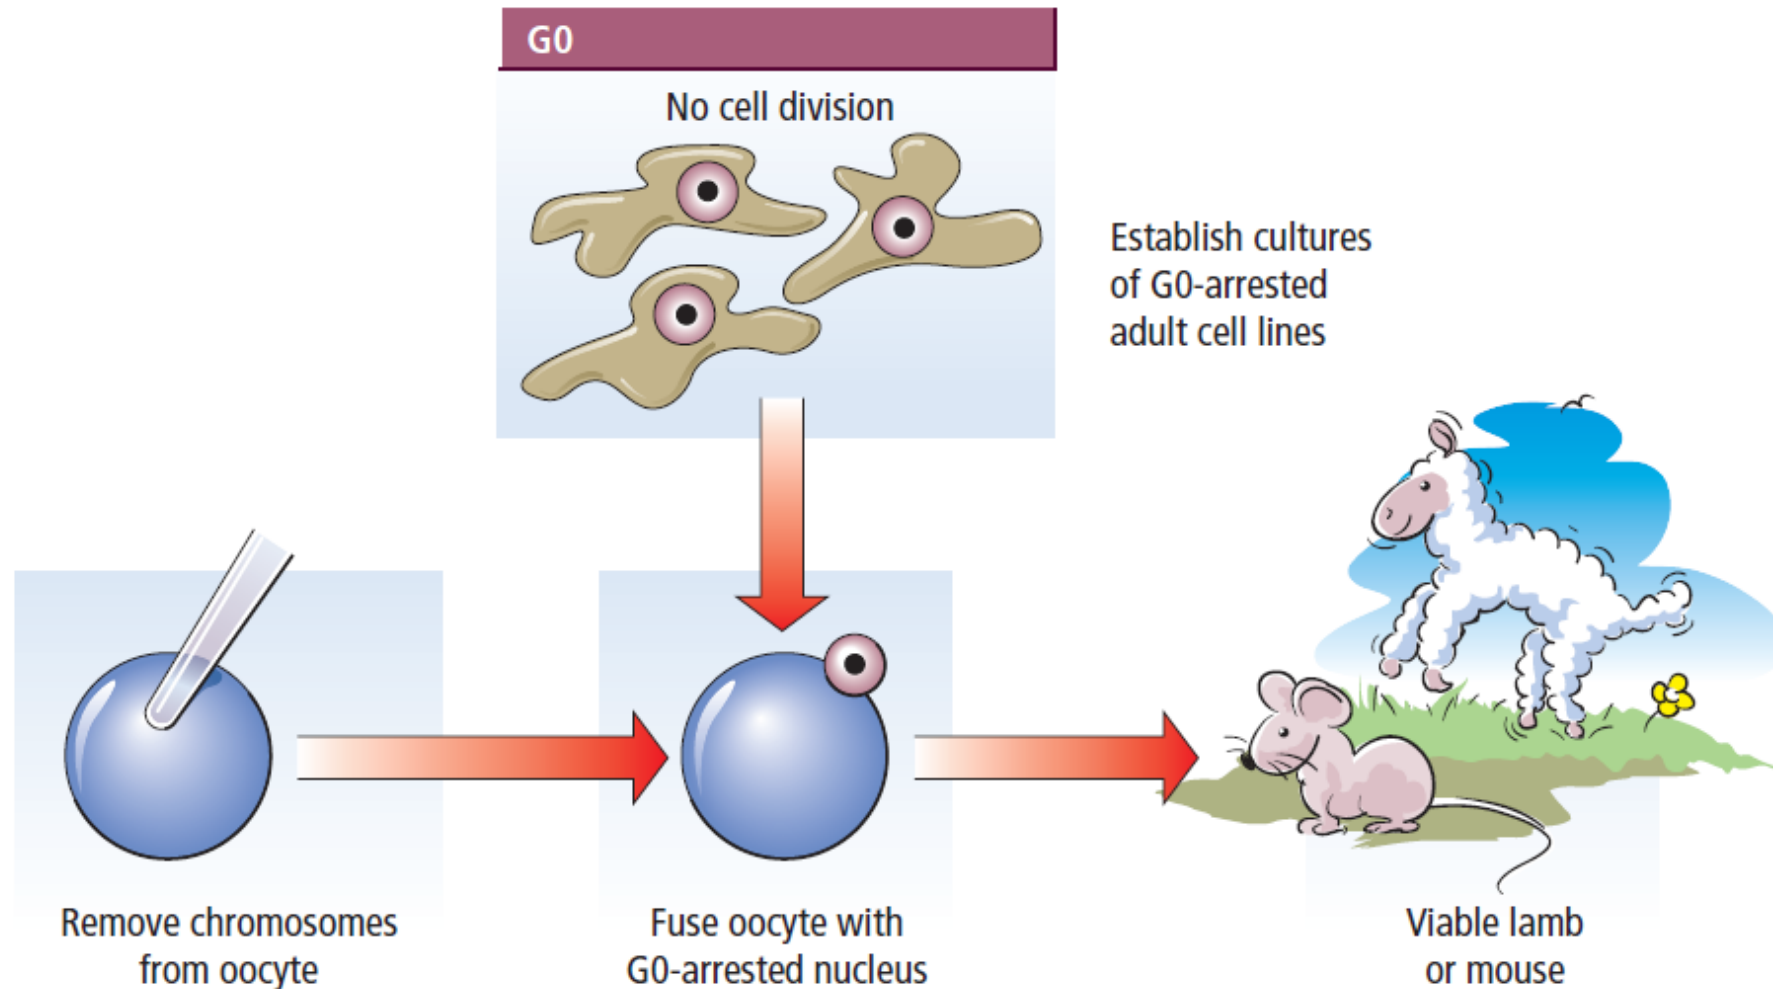 G0
No cell division
Establish cultures
of G0-arrested
adult cell lines
Remove chromosomes
from oocyte
Fuse oocyte with
G0-arrested nucleus
Viable lamb
or mouse